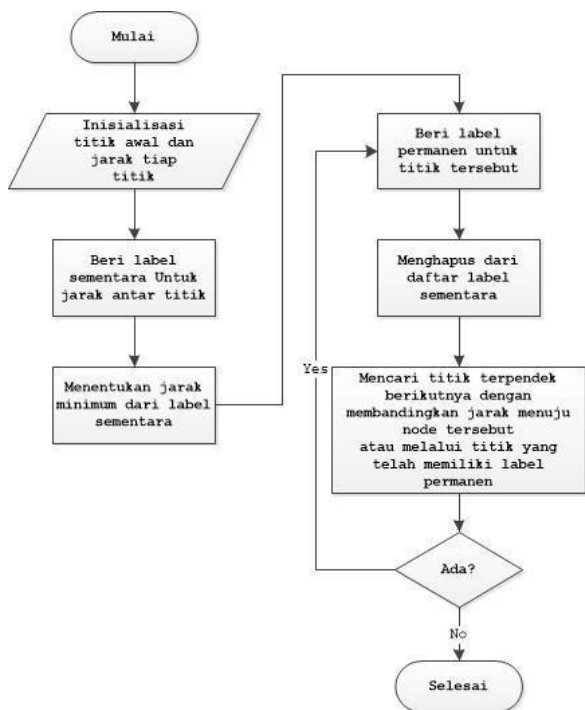 Mulai
Inisialisasi
titik awal dan
jarak tiap
titik
Beri label
sementara Untuk
jarak antar titik
Menentukan jarak
minimum dari label
sementara
Beri label
permanen untuk
titik tersebut
Menghapus dari
daftar label
sementara
Mencari titik terpendek
berikutnya dengan
membandingkan jarak menuju
node tersebut
atau melalui titik yang
telah memiliki label
permanen
Yes
Ada?
No
Selesai